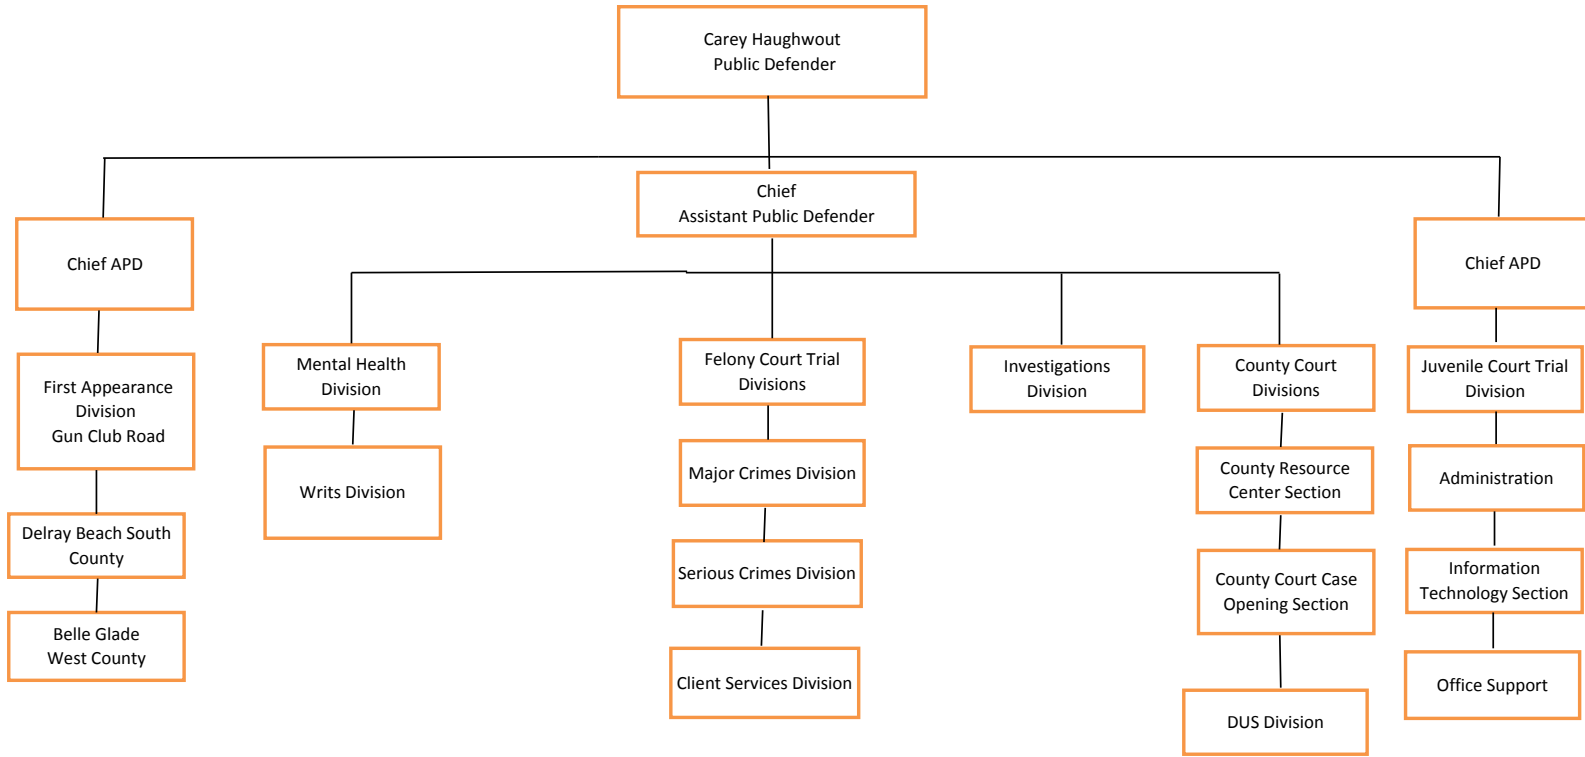 Carey Haughwout
Public Defender
Chief
Assistant Public Defender
Chief APD
Chief APD
First Appearance
Division
Gun Club Road
Delray Beach South
County
Belle Glade
West County
Mental Health
Division
Writs Division
Felony Court Trial
Divisions
Major Crimes Division
Serious Crimes Division
Client Services Division
Investigations
Division
County Court
Divisions
County Resource
Center Section
County Court Case
Opening Section
DUS Division
Juvenile Court Trial
Division
Administration
Information
Technology Section
Office Support